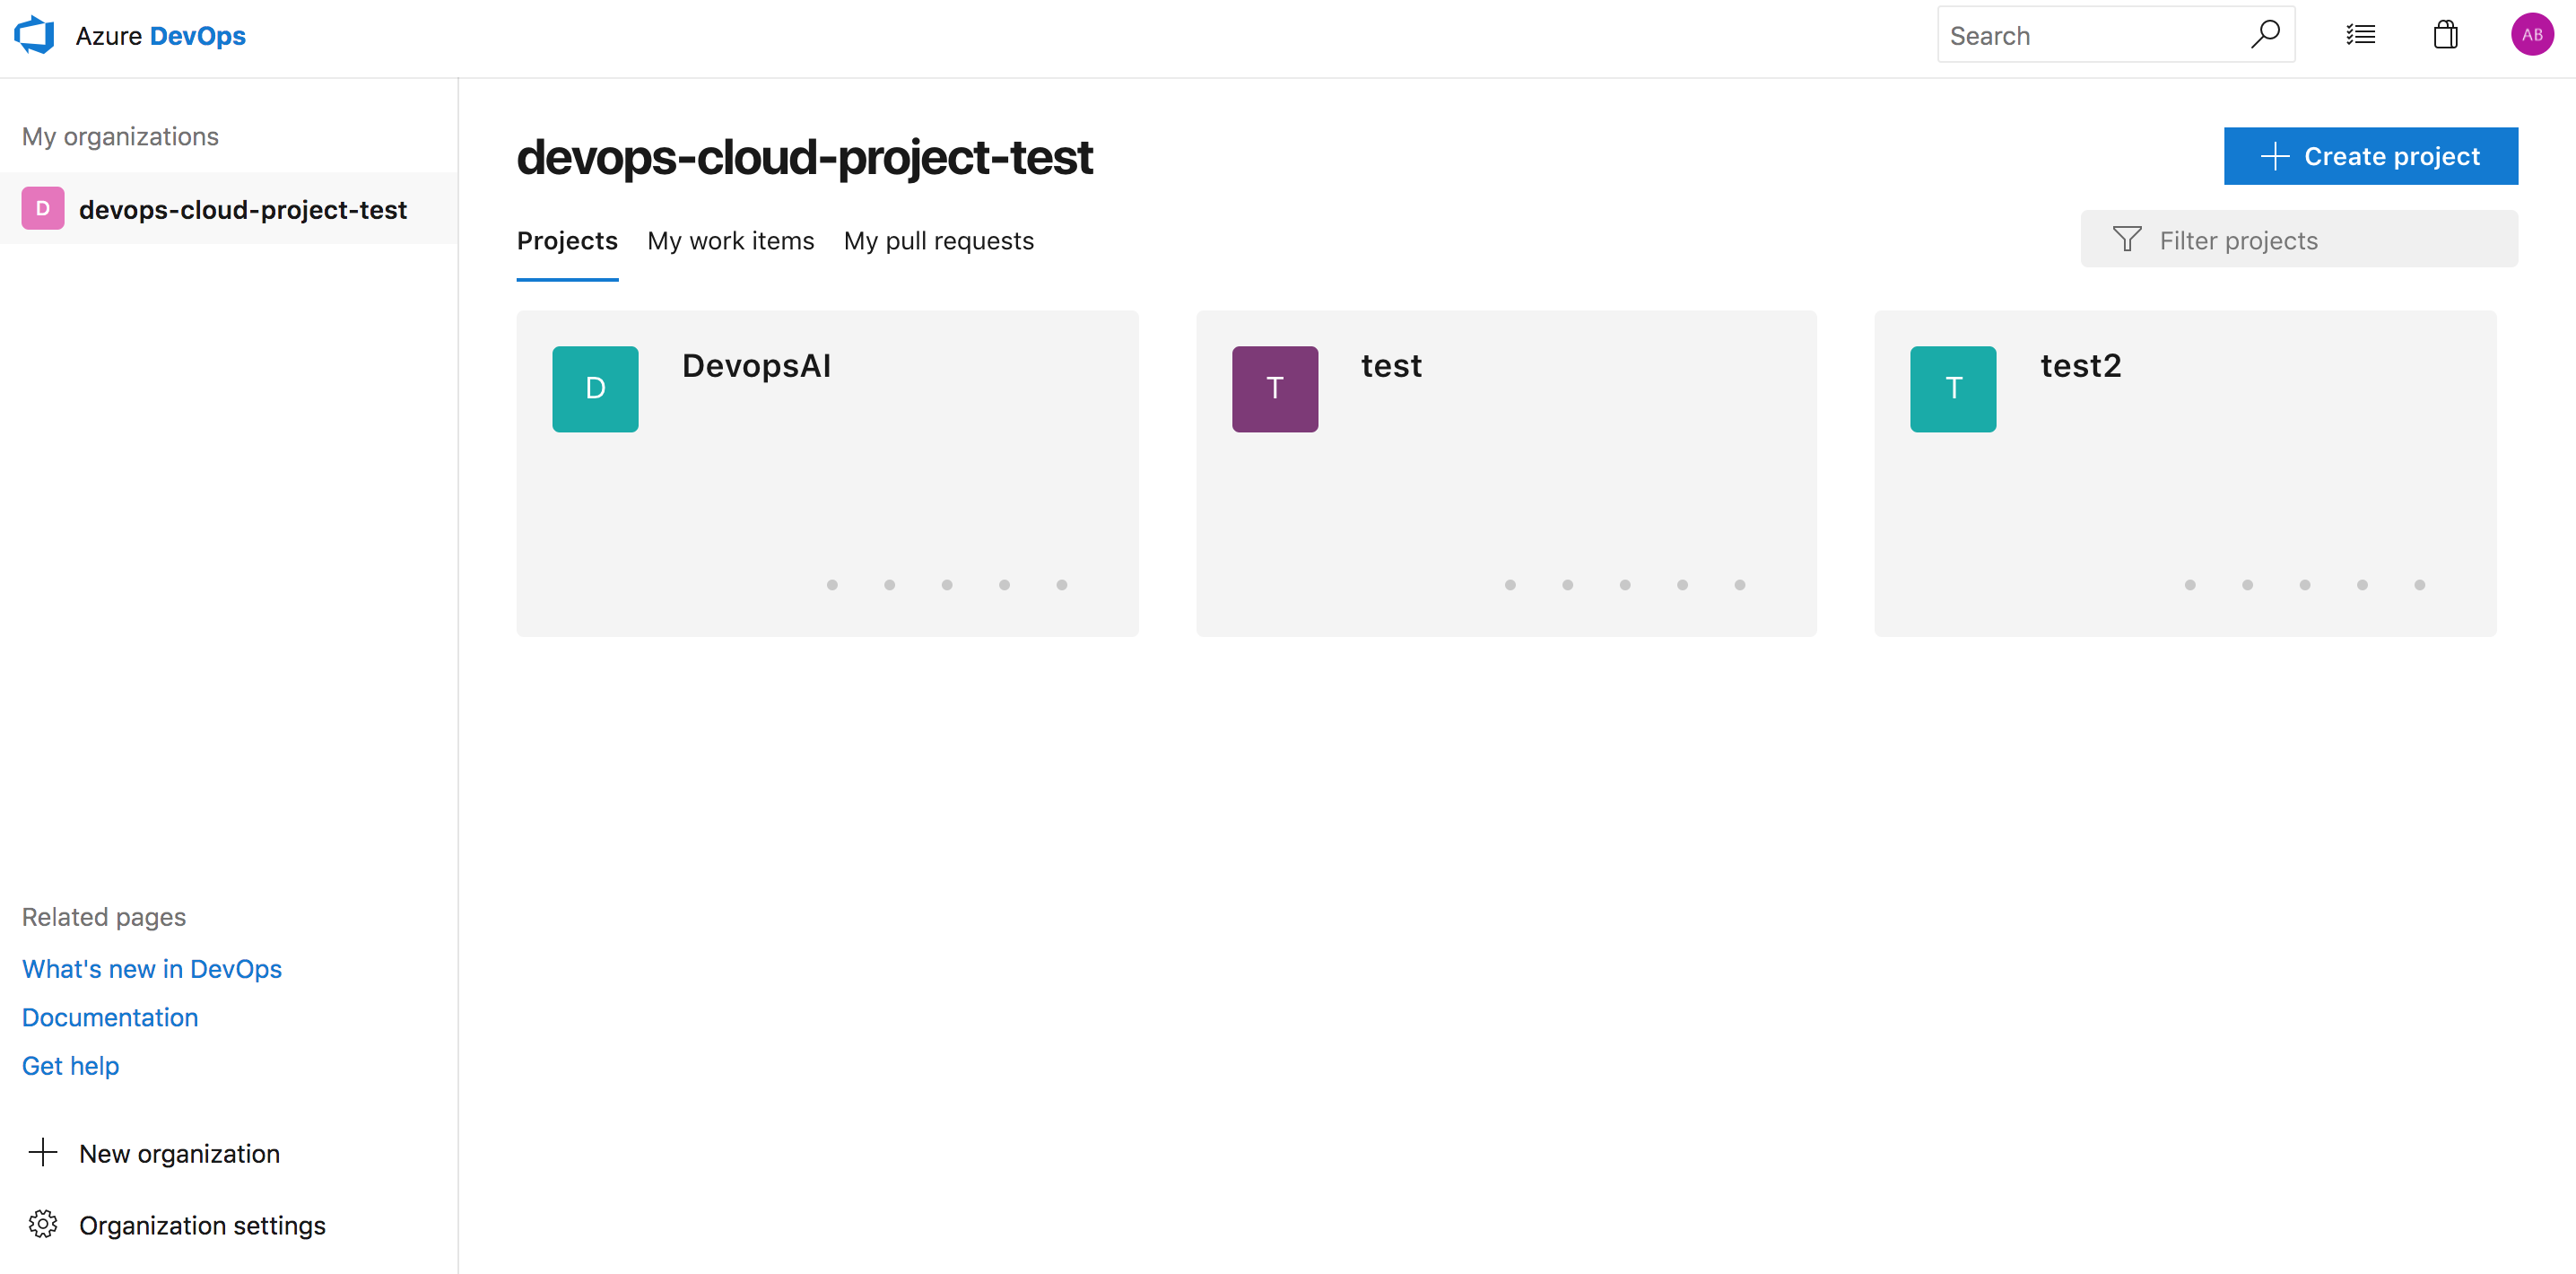 Azure DevOps
Search
AB
My organizations
D
devops-cloud-project-test
devops-cloud-project-test
Create project
Projects
My work items
My pull requests
Filter projects
D
DevopsAI
T
test
T
test2
Related pages
What's new in DevOps
Documentation
Get help
New organization
Organization settings